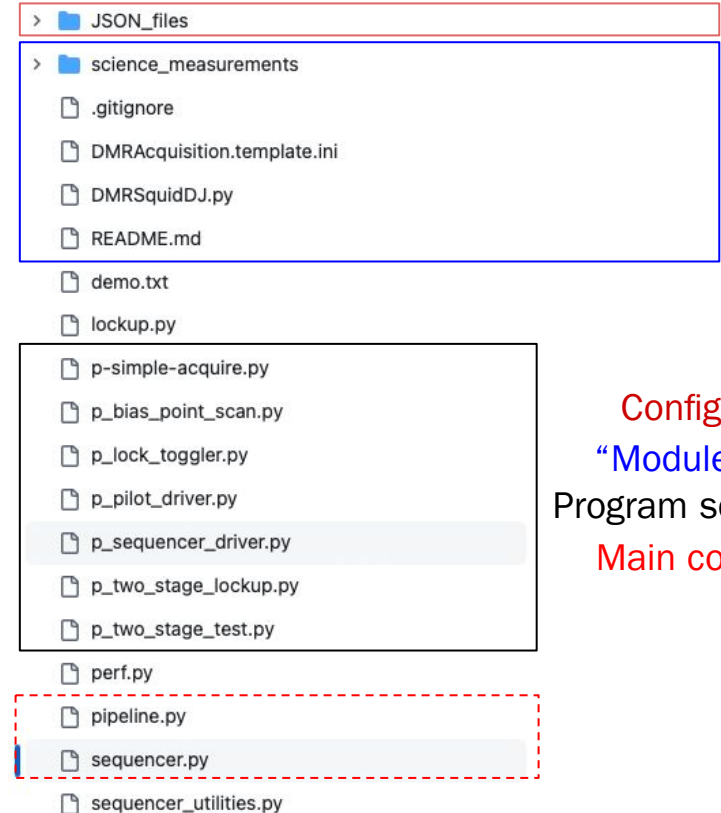 JSON_files
science_measurements
.gitignore
DMRAcquisition.template.ini
DMRSquidDJ.py
README.md
demo.txt
lockup.py
p-simple-acquire.py
p_bias_point_scan.py
p_lock_toggler.py
p_pilot_driver.py
p_sequencer_driver.py
p_two_stage_lockup.py
p_two_stage_test.py
perf.py
pipeline.py
sequencer.py
sequencer_utilities.py
Config
“Module
Program se
Main co